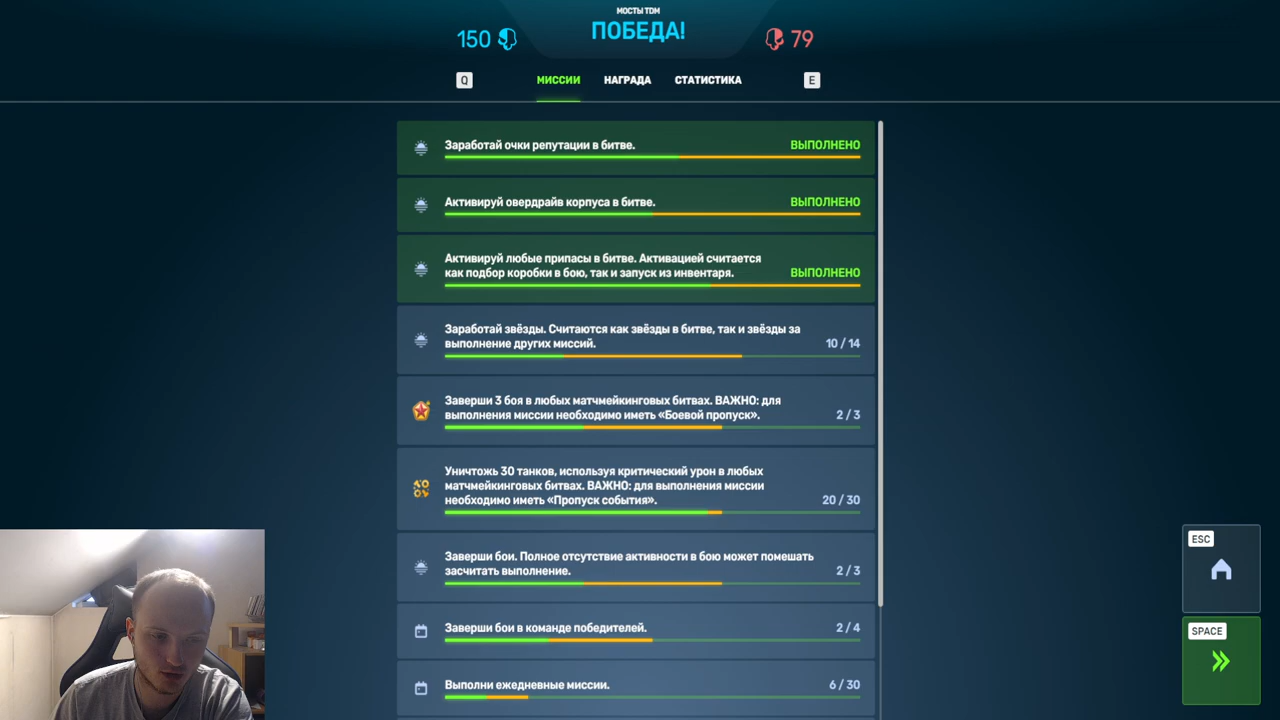 МОСТЫ TDM
150
ПОБЕДА!
79
Q
МИССИИ
НАГРАДА
СТАТИСТИКА
E
Заработай очки репутации в битве.
ВЫПОЛНЕНО
Активируй овердрайв корпуса в битве.
ВЫПОЛНЕНО
Активируй любые припасы в битве. Активацией считается
как подбор коробки в бою, так и запуск из инвентаря.
ВЫПОЛНЕНО
Заработай звёзды. Считаются как звёзды в битве, так и звёзды за
выполнение других миссий.
10 / 14
Заверши 3 боя в любых матчмейкинговых битвах. ВАЖНО: для
выполнения миссии необходимо иметь «Боевой пропуск».
2 / 3
Уничтожь 30 танков, используя критический урон в любых
матчмейкинговых битвах. ВАЖНО: для выполнения миссии
необходимо иметь «Пропуск события».
20 / 30
Заверши бои. Полное отсутствие активности в бою может помешать
засчитать выполнение.
2 / 3
Заверши бои в команде победителей.
2 / 4
Выполни ежедневные миссии.
6 / 30
ESC
SPACE